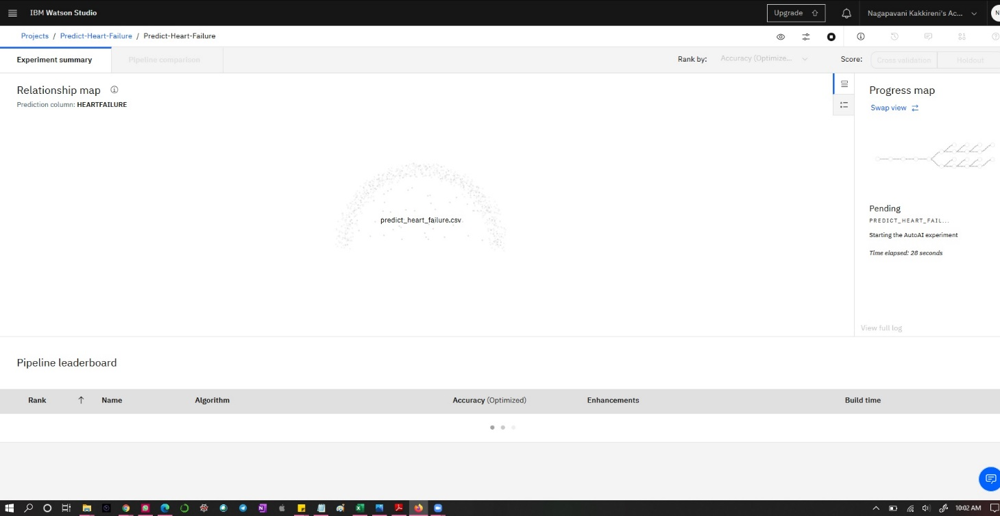 IBM Watson Studio
Upgrade
Nagapavani Kakkireni's Ac...
N
Projects / Predict-Heart-Failure / Predict-Heart-Failure
Experiment summary
Pipeline comparison
Rank by:
Accuracy (Optimize...
Score:
Cross validation
Holdout
Relationship map
Prediction column: HEARTFAILURE
Progress map
Swap view
predict_heart_failure.csv
Pending
PREDICT_HEART_FAIL...
Starting the AutoAI experiment
Time elapsed: 28 seconds
View full log
Pipeline leaderboard
Rank
Name
Algorithm
Accuracy (Optimized)
Enhancements
Build time
10:02 AM